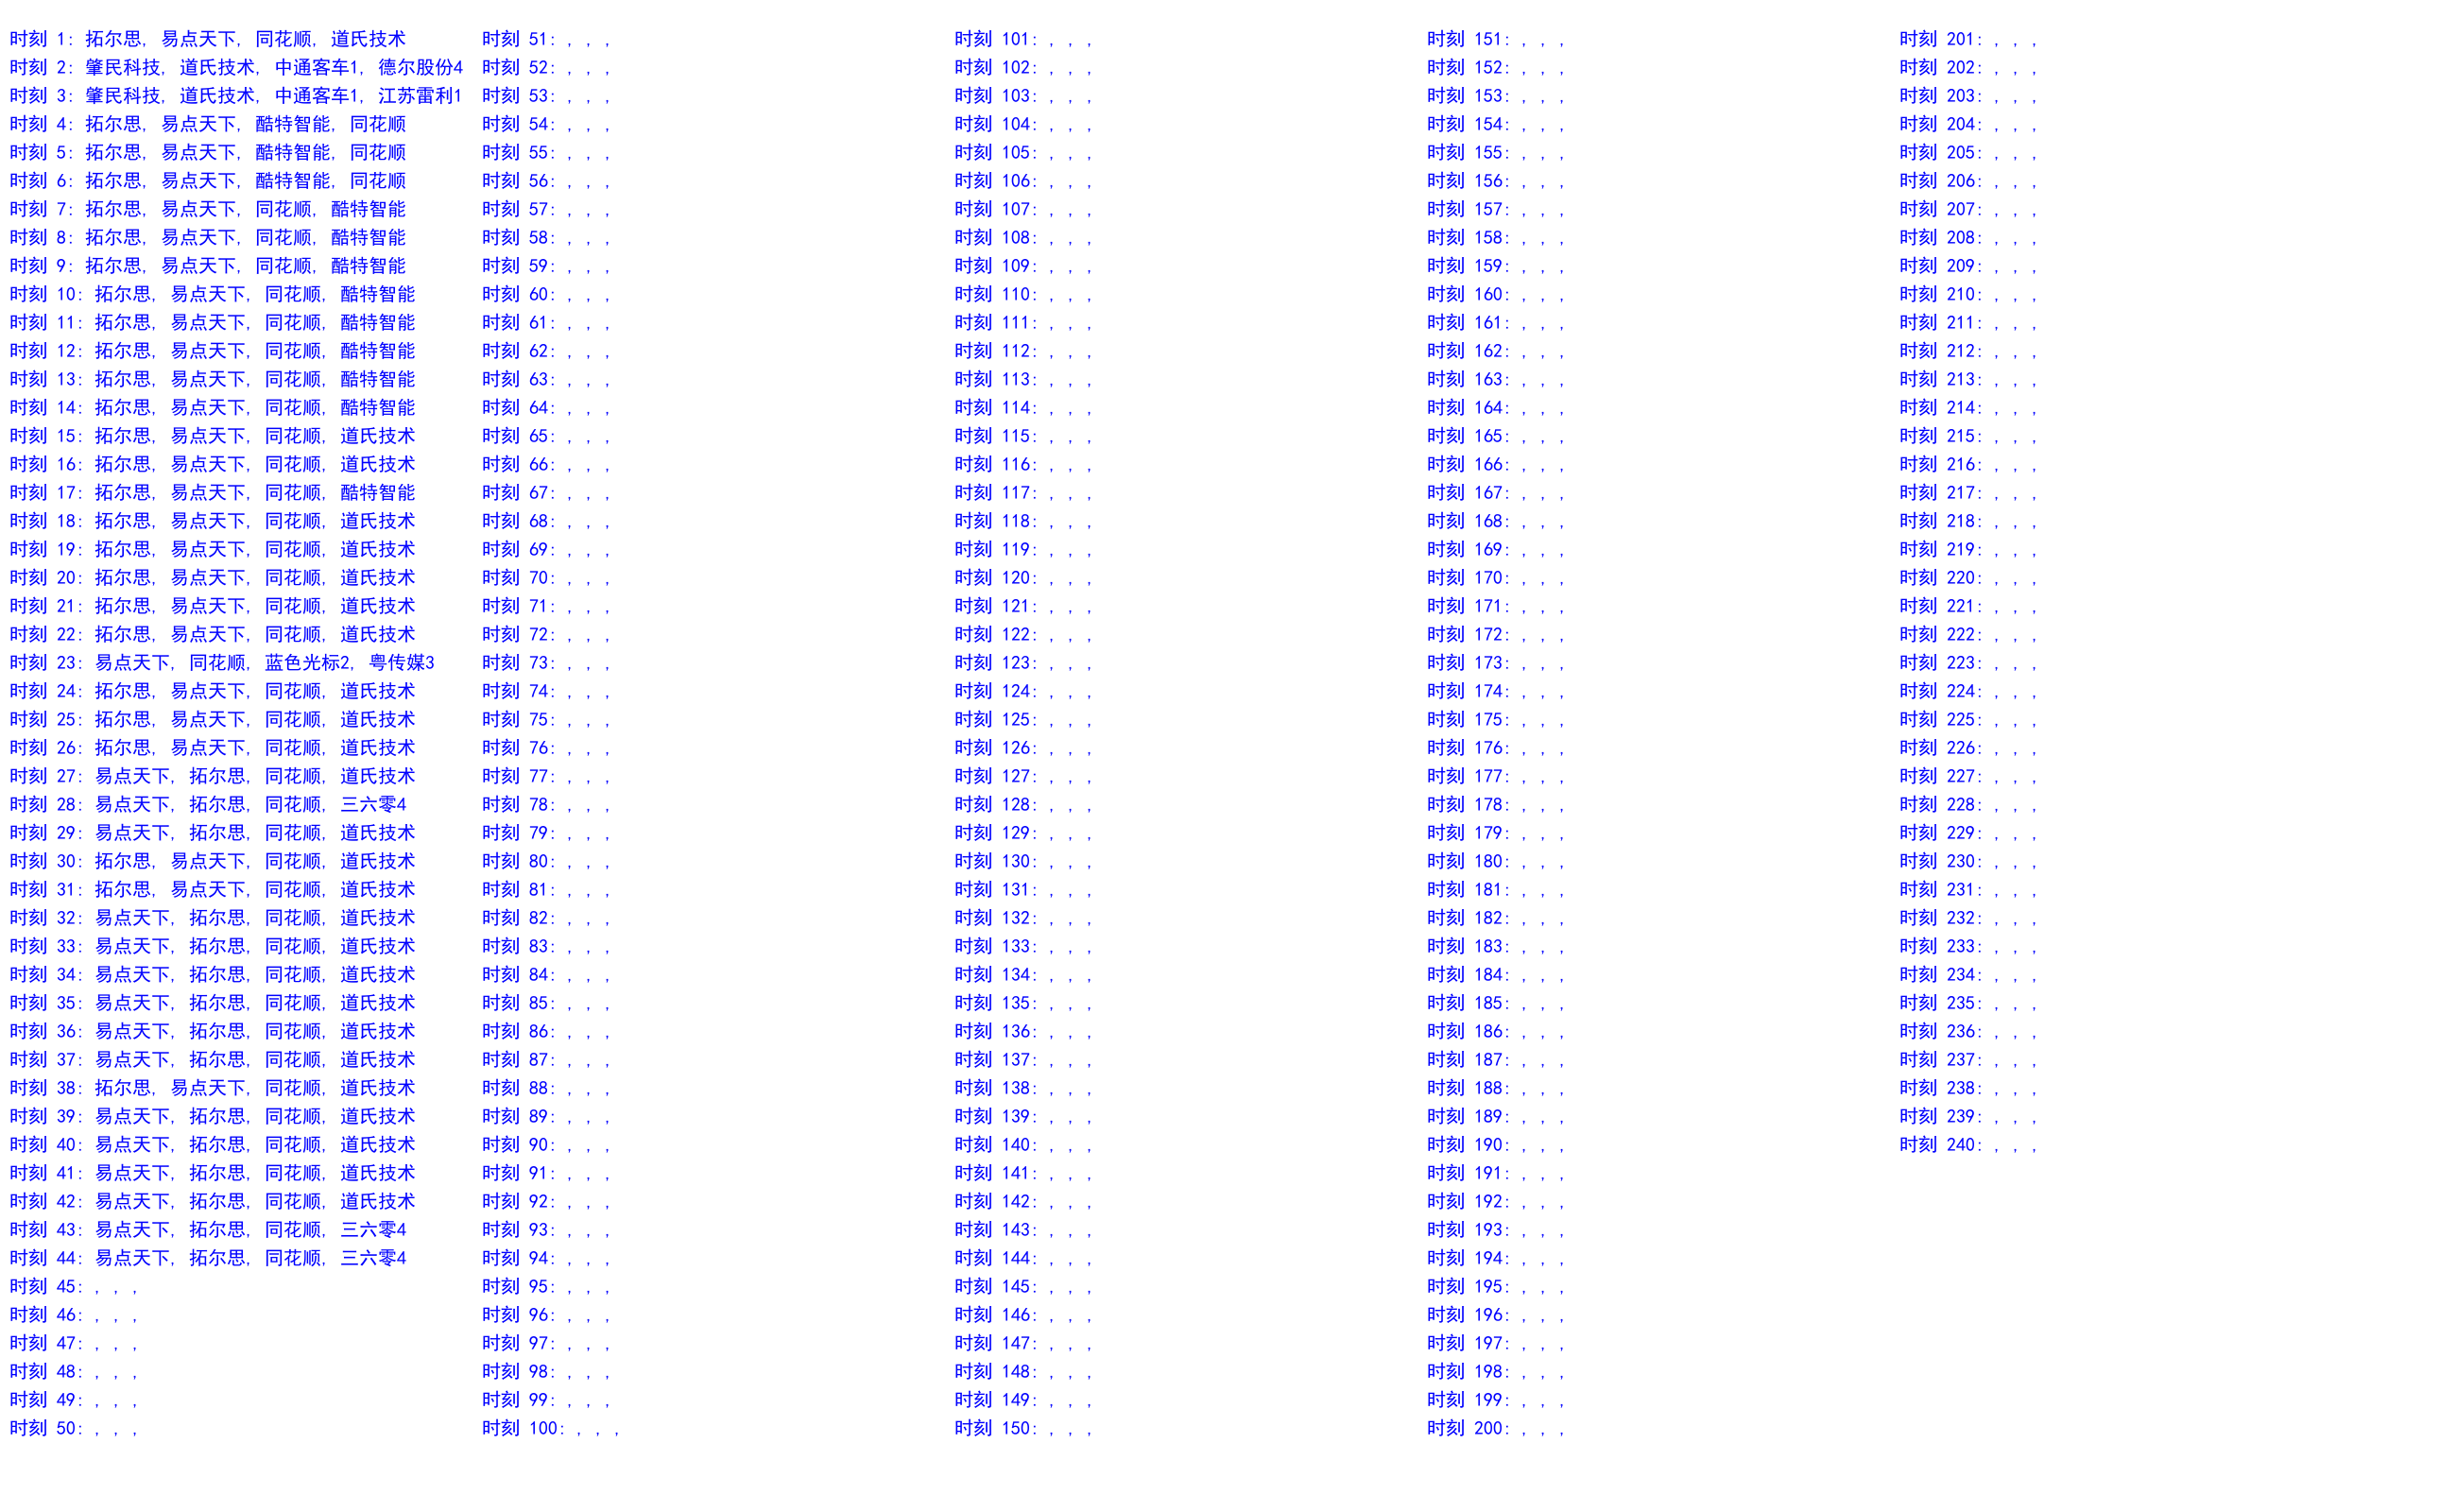 时刻 1: 拓尔思, 易点天下, 同花顺, 道氏技术
时刻 2: 肇民科技, 道氏技术, 中通客车1, 德尔股份4
时刻 3: 肇民科技, 道氏技术, 中通客车1, 江苏雷利1
时刻 4: 拓尔思, 易点天下, 酷特智能, 同花顺
时刻 5: 拓尔思, 易点天下, 酷特智能, 同花顺
时刻 6: 拓尔思, 易点天下, 酷特智能, 同花顺
时刻 7: 拓尔思, 易点天下, 同花顺, 酷特智能
时刻 8: 拓尔思, 易点天下, 同花顺, 酷特智能
时刻 9: 拓尔思, 易点天下, 同花顺, 酷特智能
时刻 10: 拓尔思, 易点天下, 同花顺, 酷特智能
时刻 11: 拓尔思, 易点天下, 同花顺, 酷特智能
时刻 12: 拓尔思, 易点天下, 同花顺, 酷特智能
时刻 13: 拓尔思, 易点天下, 同花顺, 酷特智能
时刻 14: 拓尔思, 易点天下, 同花顺, 酷特智能
时刻 15: 拓尔思, 易点天下, 同花顺, 道氏技术
时刻 16: 拓尔思, 易点天下, 同花顺, 道氏技术
时刻 17: 拓尔思, 易点天下, 同花顺, 酷特智能
时刻 18: 拓尔思, 易点天下, 同花顺, 道氏技术
时刻 19: 拓尔思, 易点天下, 同花顺, 道氏技术
时刻 20: 拓尔思, 易点天下, 同花顺, 道氏技术
时刻 21: 拓尔思, 易点天下, 同花顺, 道氏技术
时刻 22: 拓尔思, 易点天下, 同花顺, 道氏技术
时刻 23: 易点天下, 同花顺, 蓝色光标2, 粤传媒3
时刻 24: 拓尔思, 易点天下, 同花顺, 道氏技术
时刻 25: 拓尔思, 易点天下, 同花顺, 道氏技术
时刻 26: 拓尔思, 易点天下, 同花顺, 道氏技术
时刻 27: 易点天下, 拓尔思, 同花顺, 道氏技术
时刻 28: 易点天下, 拓尔思, 同花顺, 三六零4
时刻 29: 易点天下, 拓尔思, 同花顺, 道氏技术
时刻 30: 拓尔思, 易点天下, 同花顺, 道氏技术
时刻 31: 拓尔思, 易点天下, 同花顺, 道氏技术
时刻 32: 易点天下, 拓尔思, 同花顺, 道氏技术
时刻 33: 易点天下, 拓尔思, 同花顺, 道氏技术
时刻 34: 易点天下, 拓尔思, 同花顺, 道氏技术
时刻 35: 易点天下, 拓尔思, 同花顺, 道氏技术
时刻 36: 易点天下, 拓尔思, 同花顺, 道氏技术
时刻 37: 易点天下, 拓尔思, 同花顺, 道氏技术
时刻 38: 拓尔思, 易点天下, 同花顺, 道氏技术
时刻 39: 易点天下, 拓尔思, 同花顺, 道氏技术
时刻 40: 易点天下, 拓尔思, 同花顺, 道氏技术
时刻 41: 易点天下, 拓尔思, 同花顺, 道氏技术
时刻 42: 易点天下, 拓尔思, 同花顺, 道氏技术
时刻 43: 易点天下, 拓尔思, 同花顺, 三六零4
时刻 44: 易点天下, 拓尔思, 同花顺, 三六零4
时刻 45: , , ,
时刻 46: , , ,
时刻 47: , , ,
时刻 48: , , ,
时刻 49: , , ,
时刻 50: , , ,
时刻 51: , , ,
时刻 52: , , ,
时刻 53: , , ,
时刻 54: , , ,
时刻 55: , , ,
时刻 56: , , ,
时刻 57: , , ,
时刻 58: , , ,
时刻 59: , , ,
时刻 60: , , ,
时刻 61: , , ,
时刻 62: , , ,
时刻 63: , , ,
时刻 64: , , ,
时刻 65: , , ,
时刻 66: , , ,
时刻 67: , , ,
时刻 68: , , ,
时刻 69: , , ,
时刻 70: , , ,
时刻 71: , , ,
时刻 72: , , ,
时刻 73: , , ,
时刻 74: , , ,
时刻 75: , , ,
时刻 76: , , ,
时刻 77: , , ,
时刻 78: , , ,
时刻 79: , , ,
时刻 80: , , ,
时刻 81: , , ,
时刻 82: , , ,
时刻 83: , , ,
时刻 84: , , ,
时刻 85: , , ,
时刻 86: , , ,
时刻 87: , , ,
时刻 88: , , ,
时刻 89: , , ,
时刻 90: , , ,
时刻 91: , , ,
时刻 92: , , ,
时刻 93: , , ,
时刻 94: , , ,
时刻 95: , , ,
时刻 96: , , ,
时刻 97: , , ,
时刻 98: , , ,
时刻 99: , , ,
时刻 100: , , ,
时刻 101: , , ,
时刻 102: , , ,
时刻 103: , , ,
时刻 104: , , ,
时刻 105: , , ,
时刻 106: , , ,
时刻 107: , , ,
时刻 108: , , ,
时刻 109: , , ,
时刻 110: , , ,
时刻 111: , , ,
时刻 112: , , ,
时刻 113: , , ,
时刻 114: , , ,
时刻 115: , , ,
时刻 116: , , ,
时刻 117: , , ,
时刻 118: , , ,
时刻 119: , , ,
时刻 120: , , ,
时刻 121: , , ,
时刻 122: , , ,
时刻 123: , , ,
时刻 124: , , ,
时刻 125: , , ,
时刻 126: , , ,
时刻 127: , , ,
时刻 128: , , ,
时刻 129: , , ,
时刻 130: , , ,
时刻 131: , , ,
时刻 132: , , ,
时刻 133: , , ,
时刻 134: , , ,
时刻 135: , , ,
时刻 136: , , ,
时刻 137: , , ,
时刻 138: , , ,
时刻 139: , , ,
时刻 140: , , ,
时刻 141: , , ,
时刻 142: , , ,
时刻 143: , , ,
时刻 144: , , ,
时刻 145: , , ,
时刻 146: , , ,
时刻 147: , , ,
时刻 148: , , ,
时刻 149: , , ,
时刻 150: , , ,
时刻 151: , , ,
时刻 152: , , ,
时刻 153: , , ,
时刻 154: , , ,
时刻 155: , , ,
时刻 156: , , ,
时刻 157: , , ,
时刻 158: , , ,
时刻 159: , , ,
时刻 160: , , ,
时刻 161: , , ,
时刻 162: , , ,
时刻 163: , , ,
时刻 164: , , ,
时刻 165: , , ,
时刻 166: , , ,
时刻 167: , , ,
时刻 168: , , ,
时刻 169: , , ,
时刻 170: , , ,
时刻 171: , , ,
时刻 172: , , ,
时刻 173: , , ,
时刻 174: , , ,
时刻 175: , , ,
时刻 176: , , ,
时刻 177: , , ,
时刻 178: , , ,
时刻 179: , , ,
时刻 180: , , ,
时刻 181: , , ,
时刻 182: , , ,
时刻 183: , , ,
时刻 184: , , ,
时刻 185: , , ,
时刻 186: , , ,
时刻 187: , , ,
时刻 188: , , ,
时刻 189: , , ,
时刻 190: , , ,
时刻 191: , , ,
时刻 192: , , ,
时刻 193: , , ,
时刻 194: , , ,
时刻 195: , , ,
时刻 196: , , ,
时刻 197: , , ,
时刻 198: , , ,
时刻 199: , , ,
时刻 200: , , ,
时刻 201: , , ,
时刻 202: , , ,
时刻 203: , , ,
时刻 204: , , ,
时刻 205: , , ,
时刻 206: , , ,
时刻 207: , , ,
时刻 208: , , ,
时刻 209: , , ,
时刻 210: , , ,
时刻 211: , , ,
时刻 212: , , ,
时刻 213: , , ,
时刻 214: , , ,
时刻 215: , , ,
时刻 216: , , ,
时刻 217: , , ,
时刻 218: , , ,
时刻 219: , , ,
时刻 220: , , ,
时刻 221: , , ,
时刻 222: , , ,
时刻 223: , , ,
时刻 224: , , ,
时刻 225: , , ,
时刻 226: , , ,
时刻 227: , , ,
时刻 228: , , ,
时刻 229: , , ,
时刻 230: , , ,
时刻 231: , , ,
时刻 232: , , ,
时刻 233: , , ,
时刻 234: , , ,
时刻 235: , , ,
时刻 236: , , ,
时刻 237: , , ,
时刻 238: , , ,
时刻 239: , , ,
时刻 240: , , ,